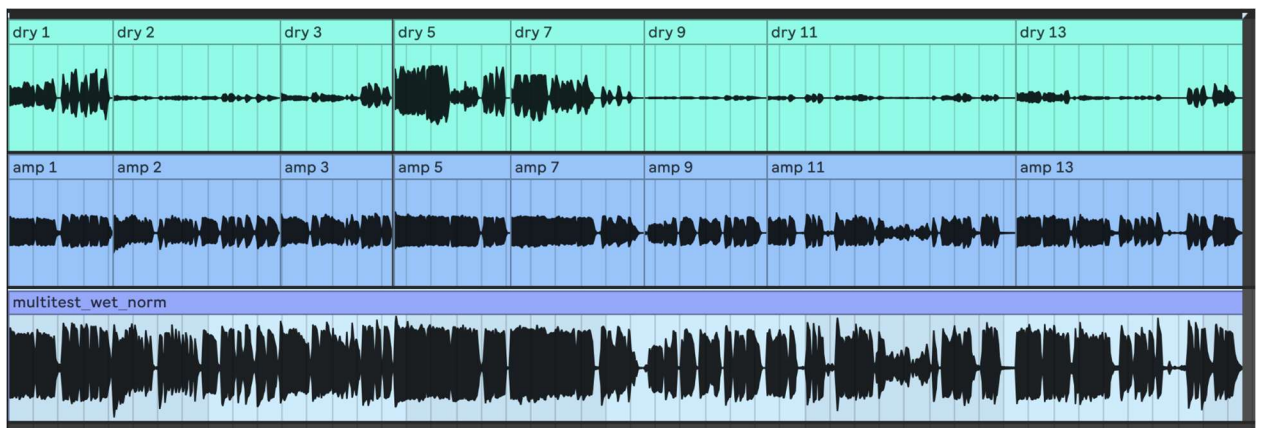 dry 1 dry 2 dry 3 dry 5 dry 7 dry 9 dry 11 dry 13
amp 1 amp 2 amp 3 amp 5 amp 7 amp 9 amp 11 amp 13
multitest_wet_norm